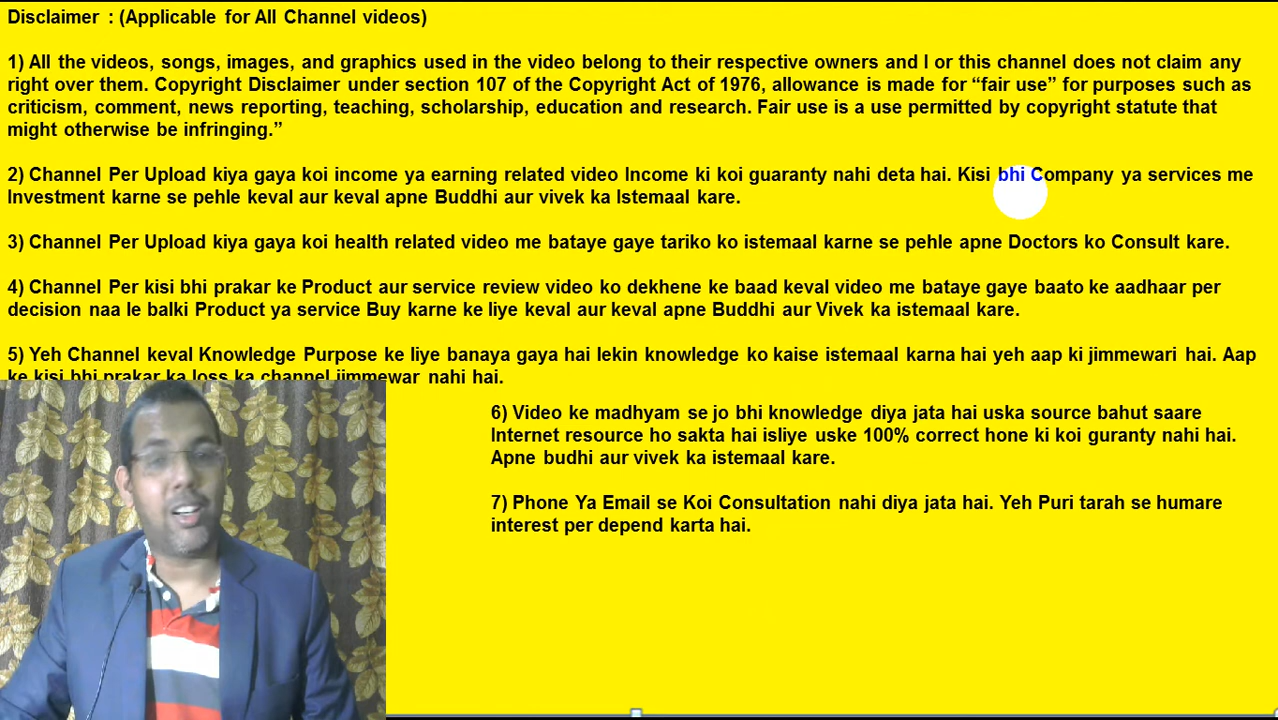 Disclaimer : (Applicable for All Channel videos)
1) All the videos, songs, images, and graphics used in the video belong to their respective owners and I or this channel does not claim any
right over them. Copyright Disclaimer under section 107 of the Copyright Act of 1976, allowance is made for “fair use” for purposes such as
criticism, comment, news reporting, teaching, scholarship, education and research. Fair use is a use permitted by copyright statute that
might otherwise be infringing.”
2) Channel Per Upload kiya gaya koi income ya earning related video Income ki koi guaranty nahi deta hai. Kisi bhi Company ya services me
Investment karne se pehle keval aur keval apne Buddhi aur vivek ka Istemaal kare.
3) Channel Per Upload kiya gaya koi health related video me bataye gaye tariko ko istemaal karne se pehle apne Doctors ko Consult kare.
4) Channel Per kisi bhi prakar ke Product aur service review video ko dekhene ke baad keval video me bataye gaye baato ke aadhaar per
decision naa le balki Product ya service Buy karne ke liye keval aur keval apne Buddhi aur Vivek ka istemaal kare.
5) Yeh Channel keval Knowledge Purpose ke liye banaya gaya hai lekin knowledge ko kaise istemaal karna hai yeh aap ki jimmewari hai. Aap
ke kisi bhi prakar ka loss ka channel jimmewar nahi hai.
6) Video ke madhyam se jo bhi knowledge diya jata hai uska source bahut saare
Internet resource ho sakta hai isliye uske 100% correct hone ki koi guranty nahi hai.
Apne budhi aur vivek ka istemaal kare.
7) Phone Ya Email se Koi Consultation nahi diya jata hai. Yeh Puri tarah se humare
interest per depend karta hai.